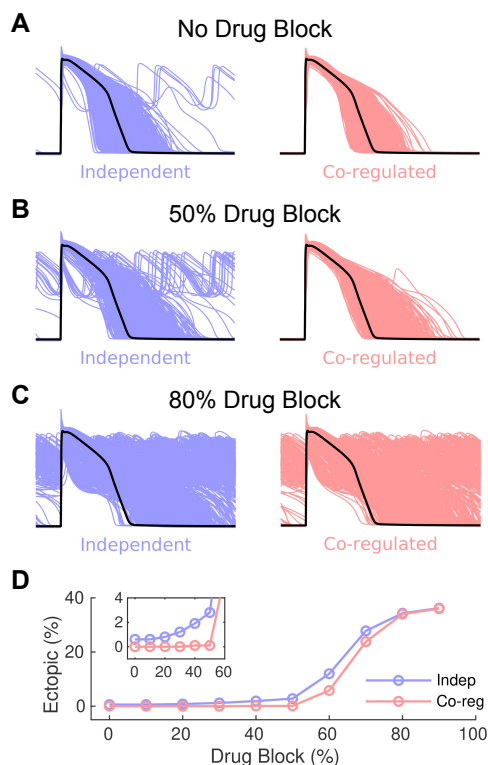 A
No Drug Block
Independent
Co-regulated
B
50% Drug Block
Independent
Co-regulated
C
80% Drug Block
Independent
Co-regulated
D
Ectopic (%)
40
20
0
4
2
0
0 20 40 60
Indep
Co-reg
0 20 40 60 80 100
Drug Block (%)